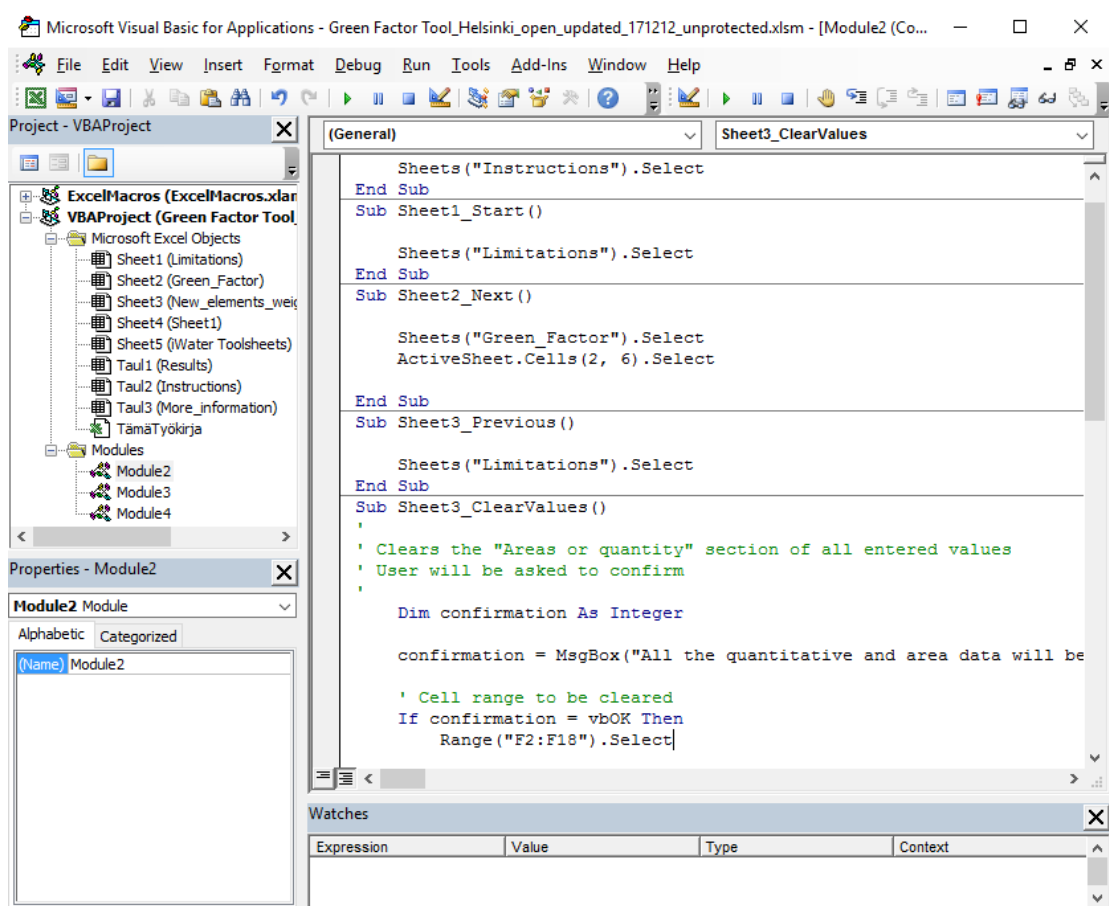 Microsoft Visual Basic for Applications - Green Factor Tool_Helsinki_open_updated_171212_unprotected.xlsm - [Module2 (Co...
File Edit View Insert Format Debug Run Tools Add-Ins Window Help
Project - VBAProject
ExcelMacros (ExcelMacros.xlam
VBAProject (Green Factor Tool_
Microsoft Excel Objects
Sheet1 (Limitations)
Sheet2 (Green_Factor)
Sheet3 (New_elements_weig
Sheet4 (Sheet1)
Sheet5 (iWater Toolsheets)
Taul1 (Results)
Taul2 (Instructions)
Taul3 (More_information)
TämäTyökirja
Modules
Module2
Module3
Module4
Properties - Module2
Module2 Module
Alphabetic Categorized
(Name) Module2
(General) Sheet3_ClearValues
Sheets("Instructions").Select
End Sub
Sub Sheet1_Start()
Sheets("Limitations").Select
End Sub
Sub Sheet2_Next()
Sheets("Green_Factor").Select
ActiveSheet.Cells(2, 6).Select
End Sub
Sub Sheet3_Previous()
Sheets("Limitations").Select
End Sub
Sub Sheet3_ClearValues()
'
' Clears the "Areas or quantity" section of all entered values
' User will be asked to confirm
'
Dim confirmation As Integer
confirmation = MsgBox("All the quantitative and area data will be
' Cell range to be cleared
If confirmation = vbOK Then
Range("F2:F18").Select
Watches
Expression Value Type Context